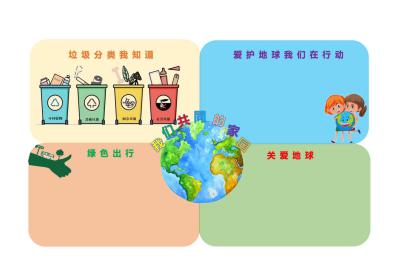 垃圾分类我知道
爱护地球我们在行动
我们共同的家园
绿色出行
关爱地球